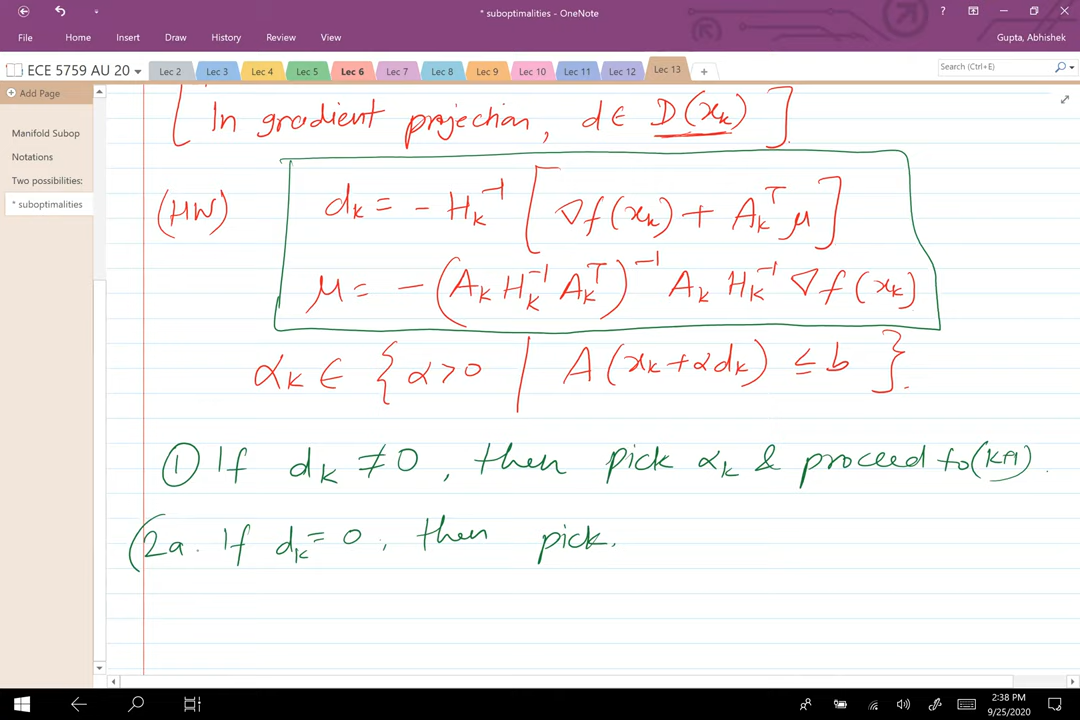 * suboptimalities - OneNote
Gupta, Abhishek
File Home Insert Draw History Review View
ECE 5759 AU 20
Lec 2 Lec 3 Lec 4 Lec 5 Lec 6 Lec 7 Lec 8 Lec 9 Lec 10 Lec 11 Lec 12 Lec 13
Search (Ctrl+E)
Add Page
Manifold Subop
Notations
Two possibilities:
* suboptimalities
[ In gradient projection, d ∈ D(x_k) ].
(HW)
d_k = - H_k^{-1} [ ∇f(x_k) + A_k^T μ ]
μ = - (A_k H_k^{-1} A_k^T)^{-1} A_k H_k^{-1} ∇f(x_k)
α_k ∈ { α > 0 | A(x_k + αd_k) ≤ b }.
① If d_k ≠ 0, then pick α_k & proceed to (k+1).
(2a. If d_k = 0, then pick.
2:38 PM
9/25/2020